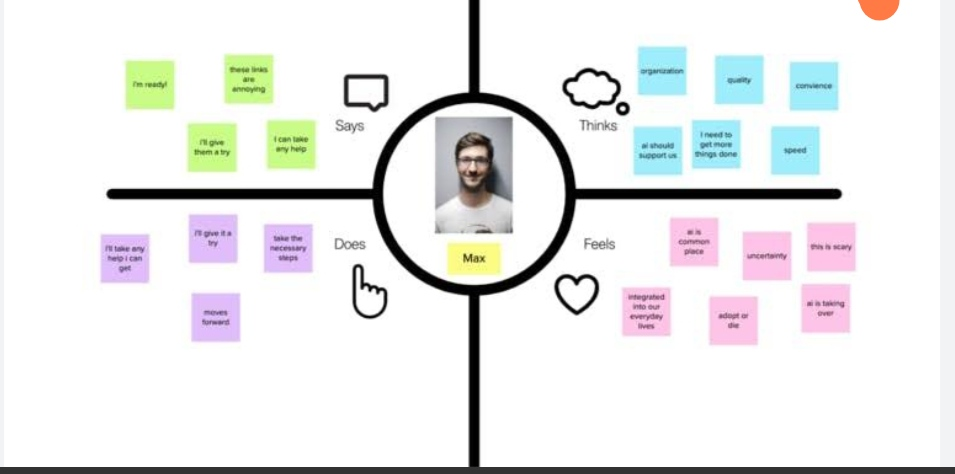 I'm ready!
these links
are
annoying
i'll give
them a try
I can take
any help
Says
Thinks
organization
quality
convience
ai should
support us
I need to
get more
things done
speed
i'll take any
help i can
get
i'll give it a
try
take the
necessary
steps
moves
forward
Does
Max
Feels
ai is
common
place
uncertainty
this is scary
integrated
into our
everyday
lives
adopt or
die
ai is taking
over